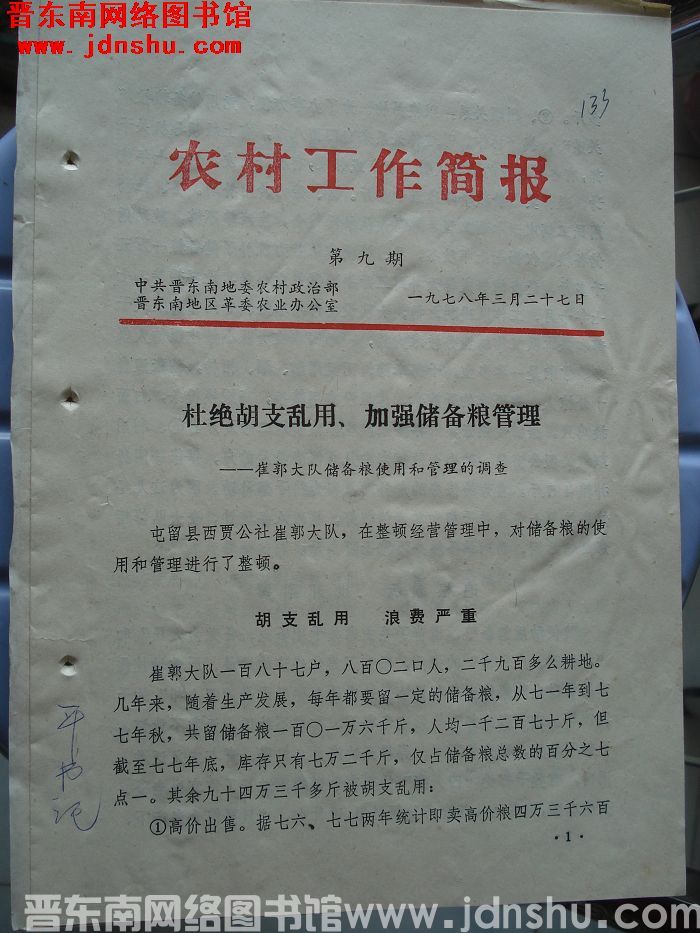 晋东南网络图书馆
www.jdnshu.com
133
农村工作简报
第九期
中共晋东南地委农村政治部
晋东南地区革委农业办公室
一九七八年三月二十七日
杜绝胡支乱用、加强储备粮管理
——崔郭大队储备粮使用和管理的调查
屯留县西贾公社崔郭大队，在整顿经营管理中，对储备粮的使
用和管理进行了整顿。
胡支乱用 浪费严重
崔郭大队一百八十七户，八百〇二口人，二千九百多么耕地。
几年来，随着生产发展，每年都要留一定的储备粮，从七一年到七
七年秋，共留储备粮一百〇一万六千斤，人均一千二百七十斤，但
截至七七年底，库存只有七万二千斤，仅占储备粮总数的百分之七
点一。其余九十四万三千多斤被胡支乱用：
①高价出售。据七六、七七两年统计即卖高价粮四万三千六百
·1·
书记
晋东南网络图书馆www.jdnshu.com